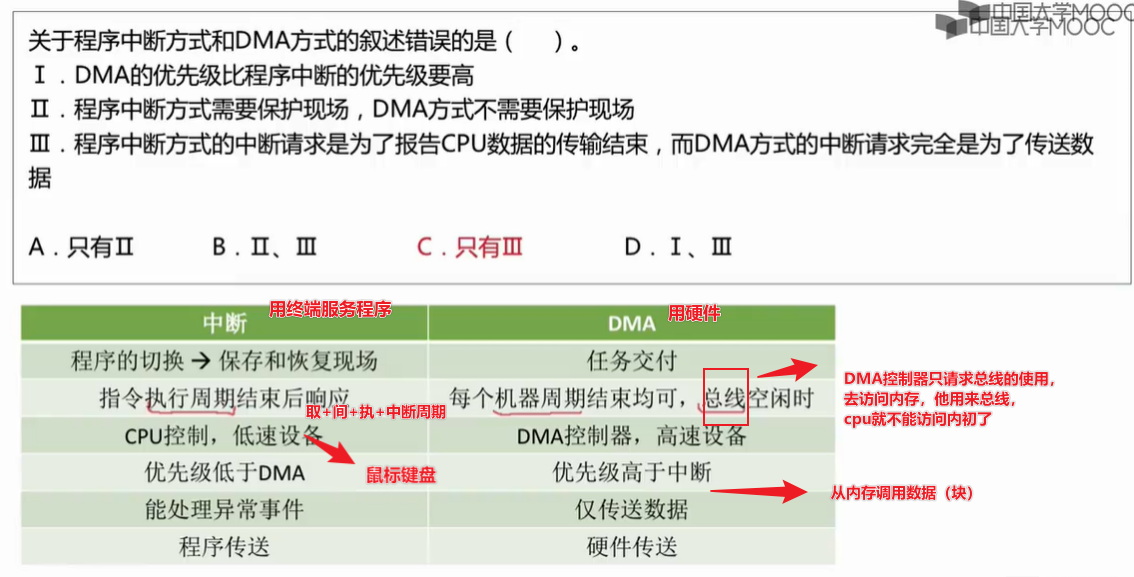 中国大学MOOC
中国大学MOOC
关于程序中断方式和DMA方式的叙述错误的是（ ）。
Ⅰ．DMA的优先级比程序中断的优先级要高
Ⅱ．程序中断方式需要保护现场，DMA方式不需要保护现场
Ⅲ．程序中断方式的中断请求是为了报告CPU数据的传输结束，而DMA方式的中断请求完全是为了传送数
据
A．只有Ⅱ B．Ⅱ、Ⅲ C．只有Ⅲ D．Ⅰ、Ⅲ
中断 用终端服务程序 DMA 用硬件
程序的切换 → 保存和恢复现场 任务交付
指令执行周期结束后响应 每个机器周期结束均可，总线空闲时
取+间+执+中断周期
DMA控制器只请求总线的使用，
去访问内存，他用来总线，
cpu就不能访问内初了
CPU控制，低速设备 DMA控制器，高速设备
鼠标键盘
优先级低于DMA 优先级高于中断
从内存调用数据（块）
能处理异常事件 仅传送数据
程序传送 硬件传送